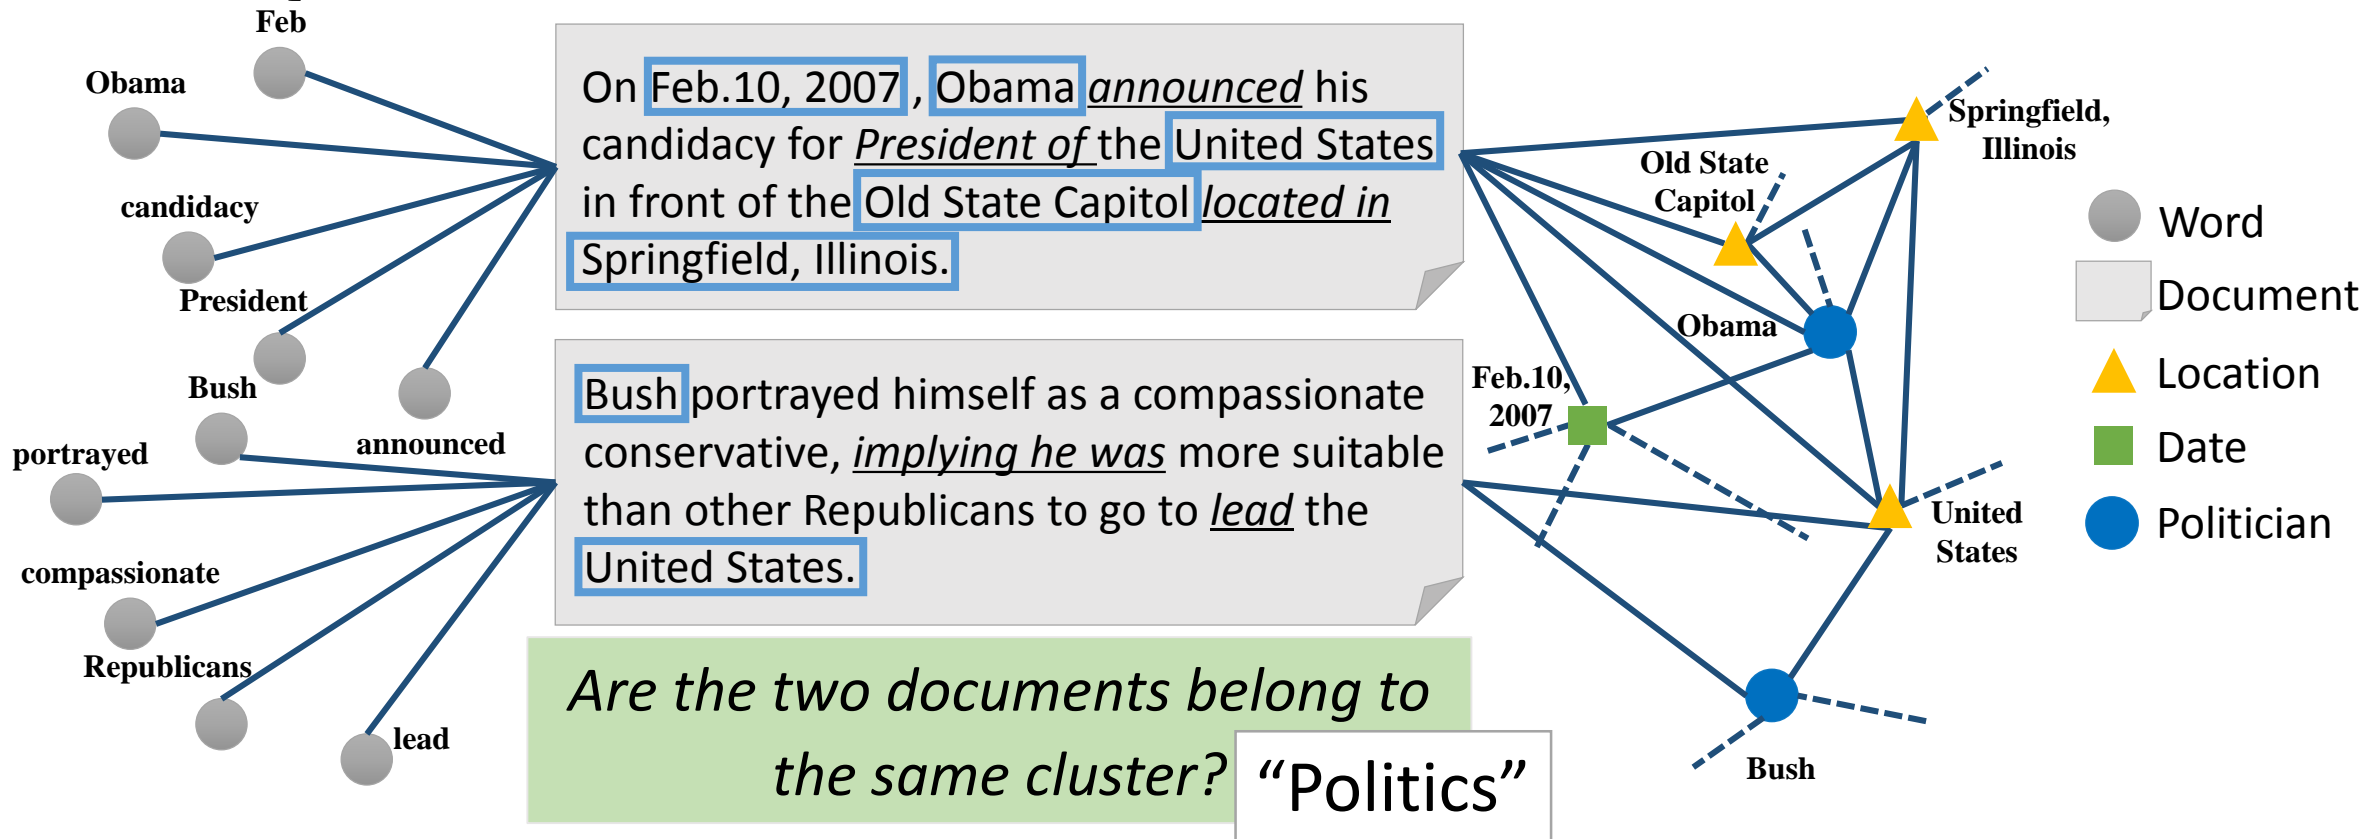 Feb
Obama
candidacy
President
announced
Bush
portrayed
compassionate
Republicans
lead
On Feb.10, 2007 , Obama announced his
candidacy for President of the United States
in front of the Old State Capitol located in
Springfield, Illinois.
Bush portrayed himself as a compassionate
conservative, implying he was more suitable
than other Republicans to go to lead the
United States.
Are the two documents belong to
the same cluster?
“Politics”
Springfield,
Illinois
Old State
Capitol
Obama
Feb.10,
2007
United
States
Bush
Word
Document
Location
Date
Politician